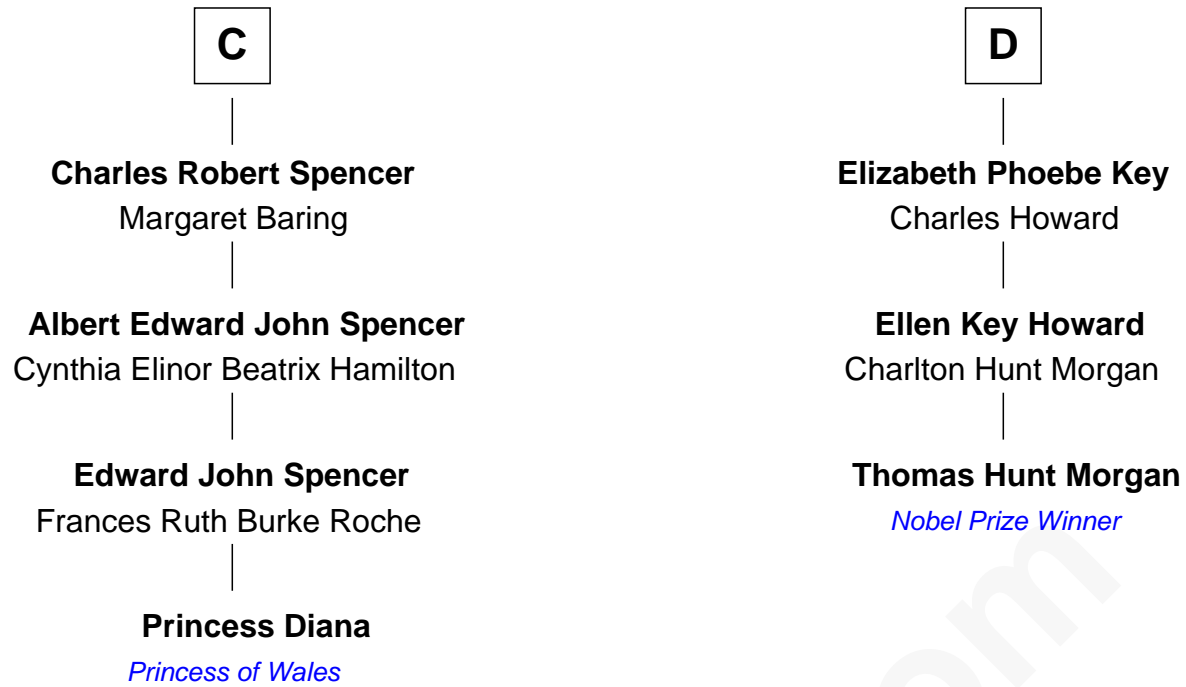 C
Charles Robert Spencer
Margaret Baring
Albert Edward John Spencer
Cynthia Elinor Beatrix Hamilton
Edward John Spencer
Frances Ruth Burke Roche
Princess Diana
Princess of Wales
D
Elizabeth Phoebe Key
Charles Howard
Ellen Key Howard
Charlton Hunt Morgan
Thomas Hunt Morgan
Nobel Prize Winner
om